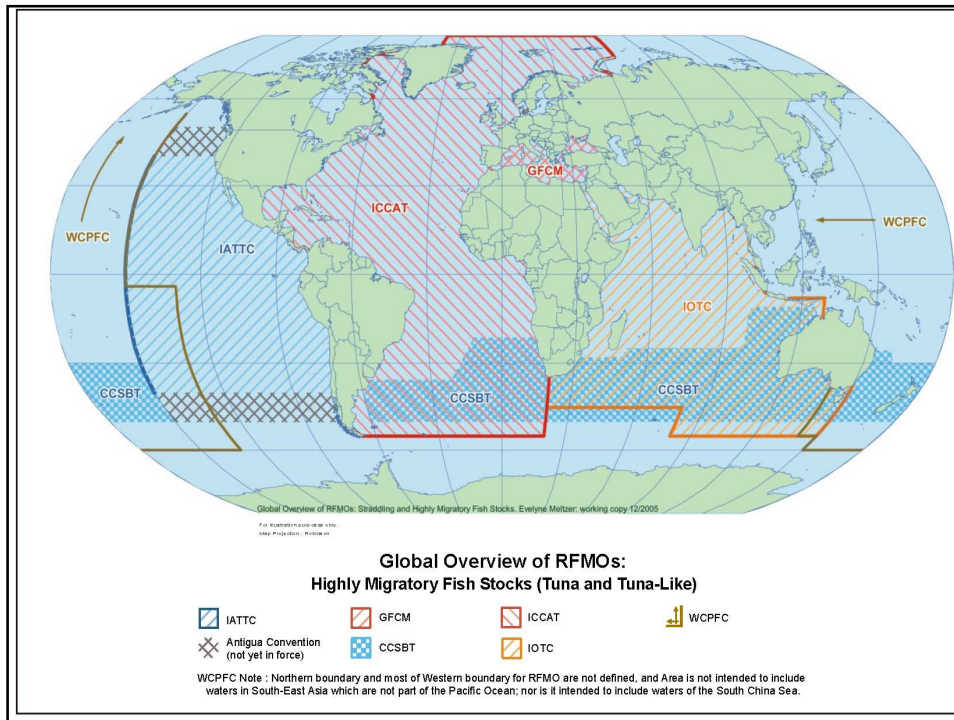 ICCAT
GFCM
WCPFC
WCPFC
IATTC
IOTC
CCSBT
CCSBT
CCSBT
Global Overview of RFMOs: Straddling and Highly Migratory Fish Stocks. Evelyne Meltzer: working copy 12/2005
For illustration purposes only.
Map Projection : Robinson
Global Overview of RFMOs:
Highly Migratory Fish Stocks (Tuna and Tuna-Like)
IATTC
GFCM
ICCAT
WCPFC
Antigua Convention
(not yet in force)
CCSBT
IOTC
WCPFC Note : Northern boundary and most of Western boundary for RFMO are not defined, and Area is not intended to include
waters in South-East Asia which are not part of the Pacific Ocean; nor is it intended to include waters of the South China Sea.